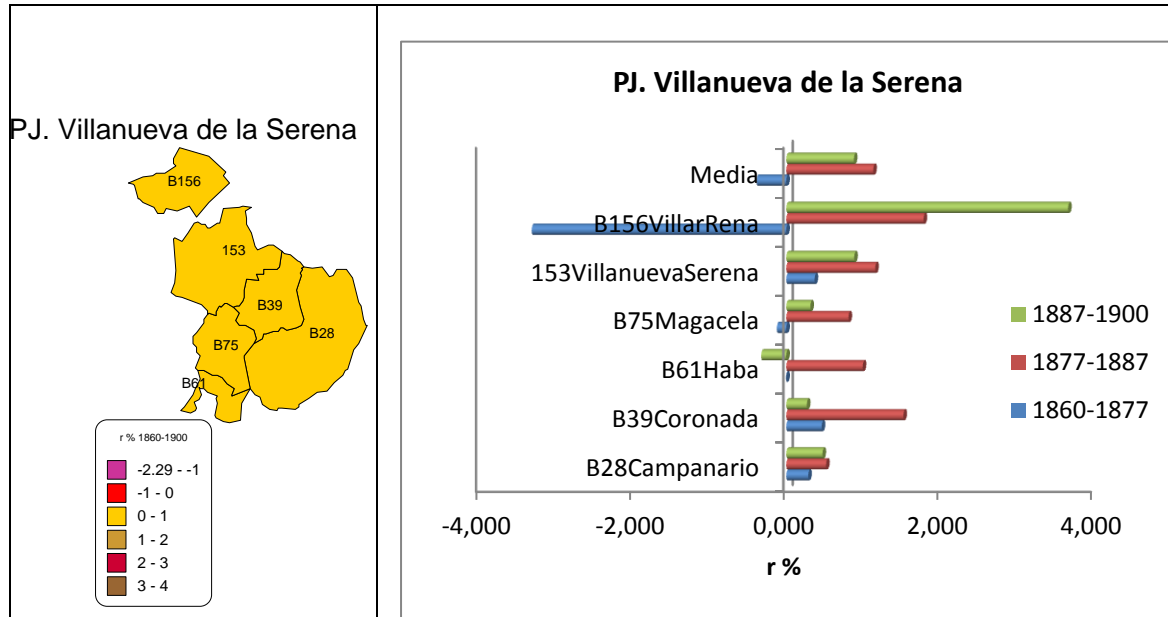 PJ. Villanueva de la Serena
B156
153
B39
B28
B75
B61
r % 1860-1900
-2.29 - -1
-1 - 0
0 - 1
1 - 2
2 - 3
3 - 4
PJ. Villanueva de la Serena
Media
B156VillarRena
153VillanuevaSerena
B75Magacela
B61Haba
B39Coronada
B28Campanario
1887-1900
1877-1887
1860-1877
-4,000 -2,000 0,000 2,000 4,000
r %